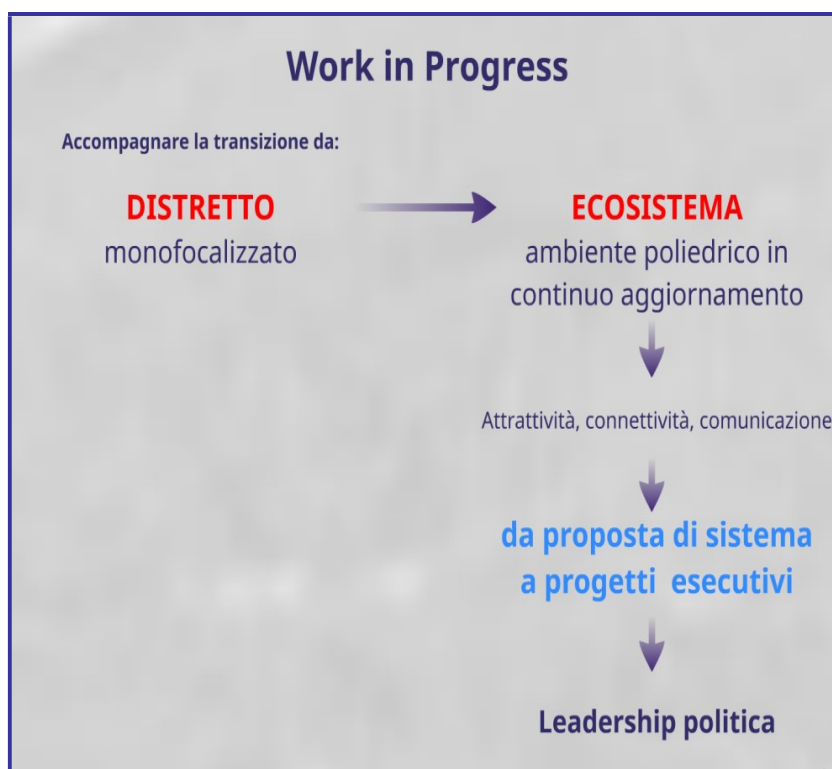 Work in Progress
Accompagnare la transizione da:
DISTRETTO
monofocalizzato
ECOSISTEMA
ambiente poliedrico in
continuo aggiornamento
Attrattività, connettività, comunicazione
da proposta di sistema
a progetti esecutivi
Leadership politica